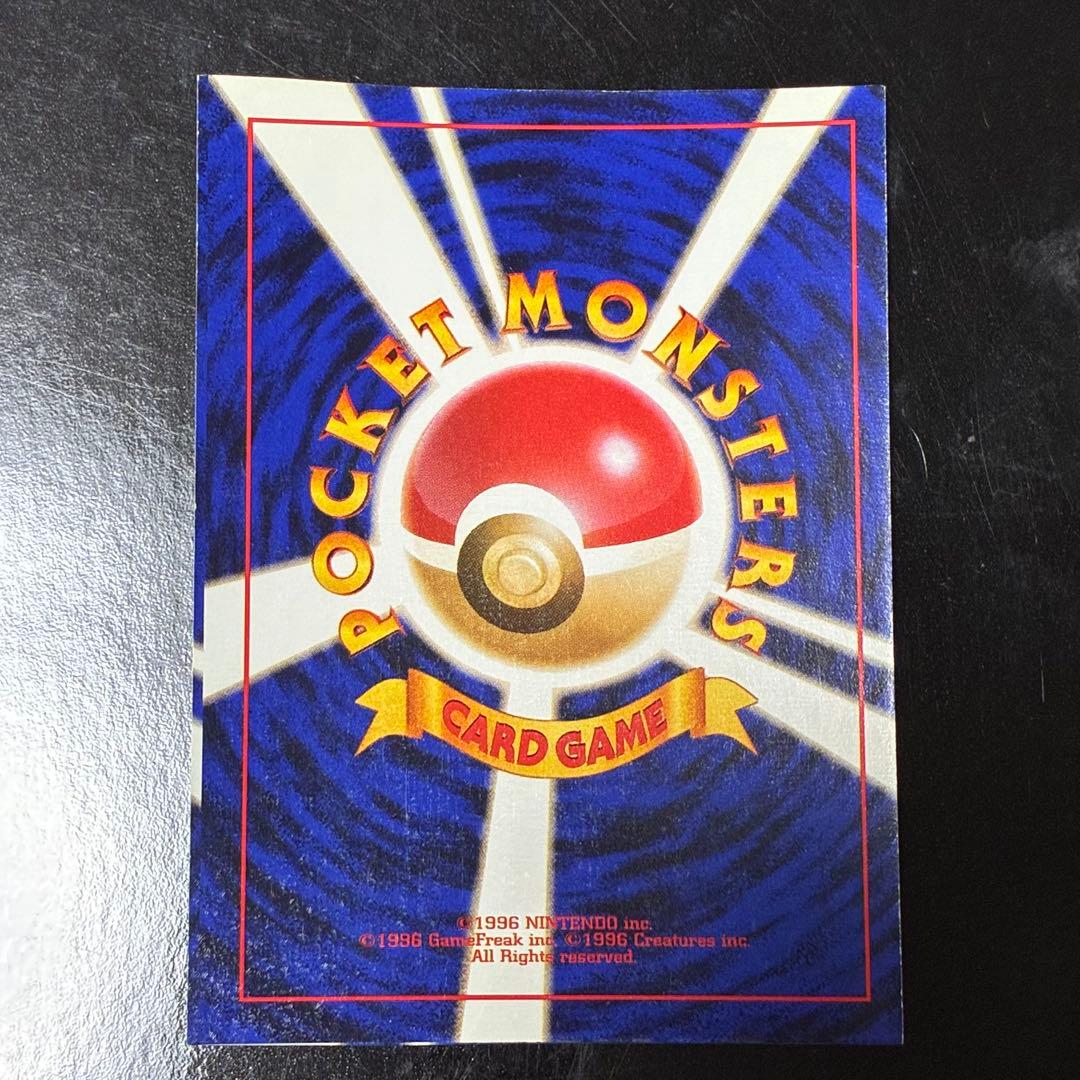 POCKET MONSTERS
CARD GAME
©1996 NINTENDO inc.
©1996 GameFreak inc. ©1996 Creatures inc.
All Rights reserved.